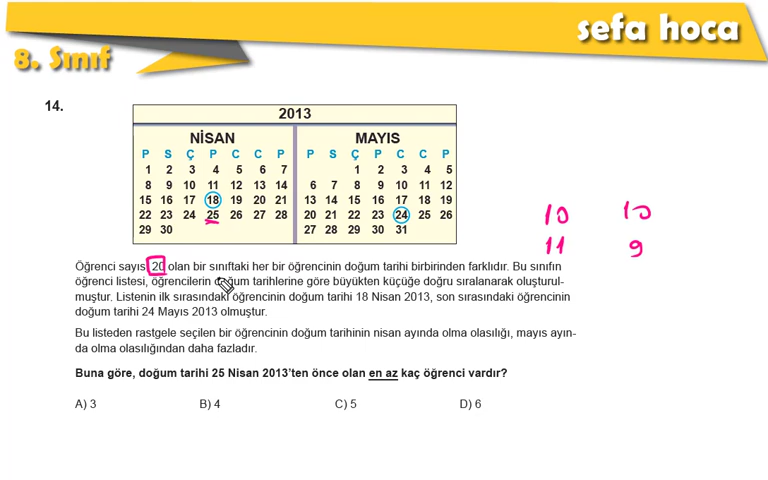 sefa hoca
8. Sınıf
14.
2013
NİSAN MAYIS
P S Ç P C C P P S Ç P C C P
1 2 3 4 5 6 7 1 2 3 4 5
8 9 10 11 12 13 14 6 7 8 9 10 11 12
15 16 17 18 19 20 21 13 14 15 16 17 18 19
22 23 24 25 26 27 28 20 21 22 23 24 25 26
29 30 27 28 29 30 31
10 10
11 9
Öğrenci sayısı 20 olan bir sınıftaki her bir öğrencinin doğum tarihi birbirinden farklıdır. Bu sınıfın
öğrenci listesi, öğrencilerin doğum tarihlerine göre büyükten küçüğe doğru sıralanarak oluşturul-
muştur. Listenin ilk sırasındaki öğrencinin doğum tarihi 18 Nisan 2013, son sırasındaki öğrencinin
doğum tarihi 24 Mayıs 2013 olmuştur.
Bu listeden rastgele seçilen bir öğrencinin doğum tarihinin nisan ayında olma olasılığı, mayıs ayın-
da olma olasılığından daha fazladır.
Buna göre, doğum tarihi 25 Nisan 2013'ten önce olan en az kaç öğrenci vardır?
A) 3 B) 4 C) 5 D) 6